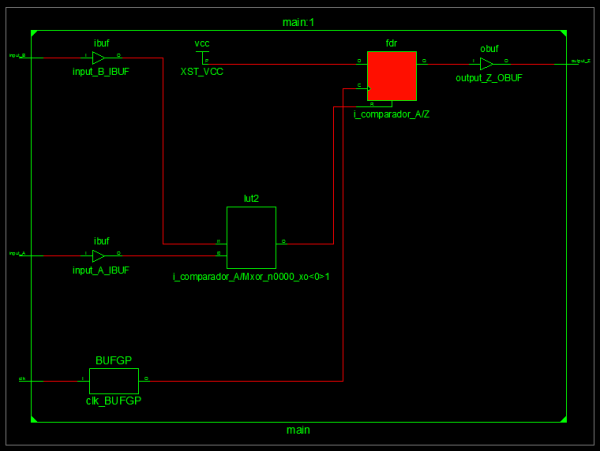 main:1
ibuf
input_B_IBUF
vcc
XST_VCC
fdr
i_comparador_A/Z
obuf
output_Z_OBUF
lut2
i_comparador_A/Mxor_n0000_xo<0>1
ibuf
input_A_IBUF
BUFGP
clk_BUFGP
main